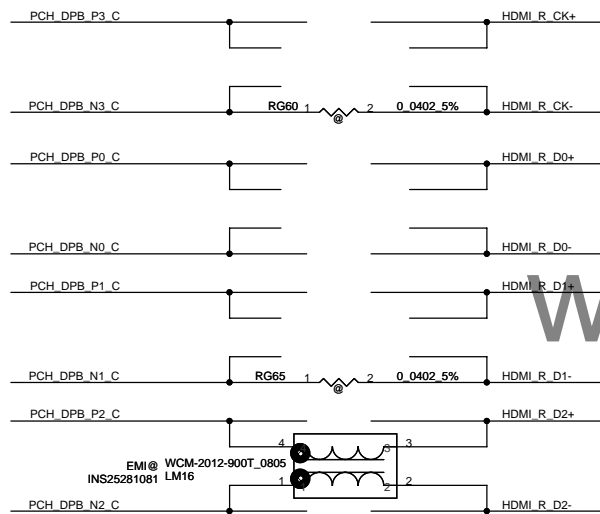 PCH_DPB_P3_C HDMI_R_CK+
PCH_DPB_N3_C RG60 1 2 0_0402_5% HDMI_R_CK-
@
PCH_DPB_P0_C HDMI_R_D0+
PCH_DPB_N0_C HDMI_R_D0-
PCH_DPB_P1_C HDMI_R_D1+
W
PCH_DPB_N1_C RG65 1 2 0_0402_5% HDMI_R_D1-
@
PCH_DPB_P2_C HDMI_R_D2+
4 3 3
EMI@ WCM-2012-900T_0805
INS25281081 LM16
1 2 2
PCH_DPB_N2_C HDMI_R_D2-